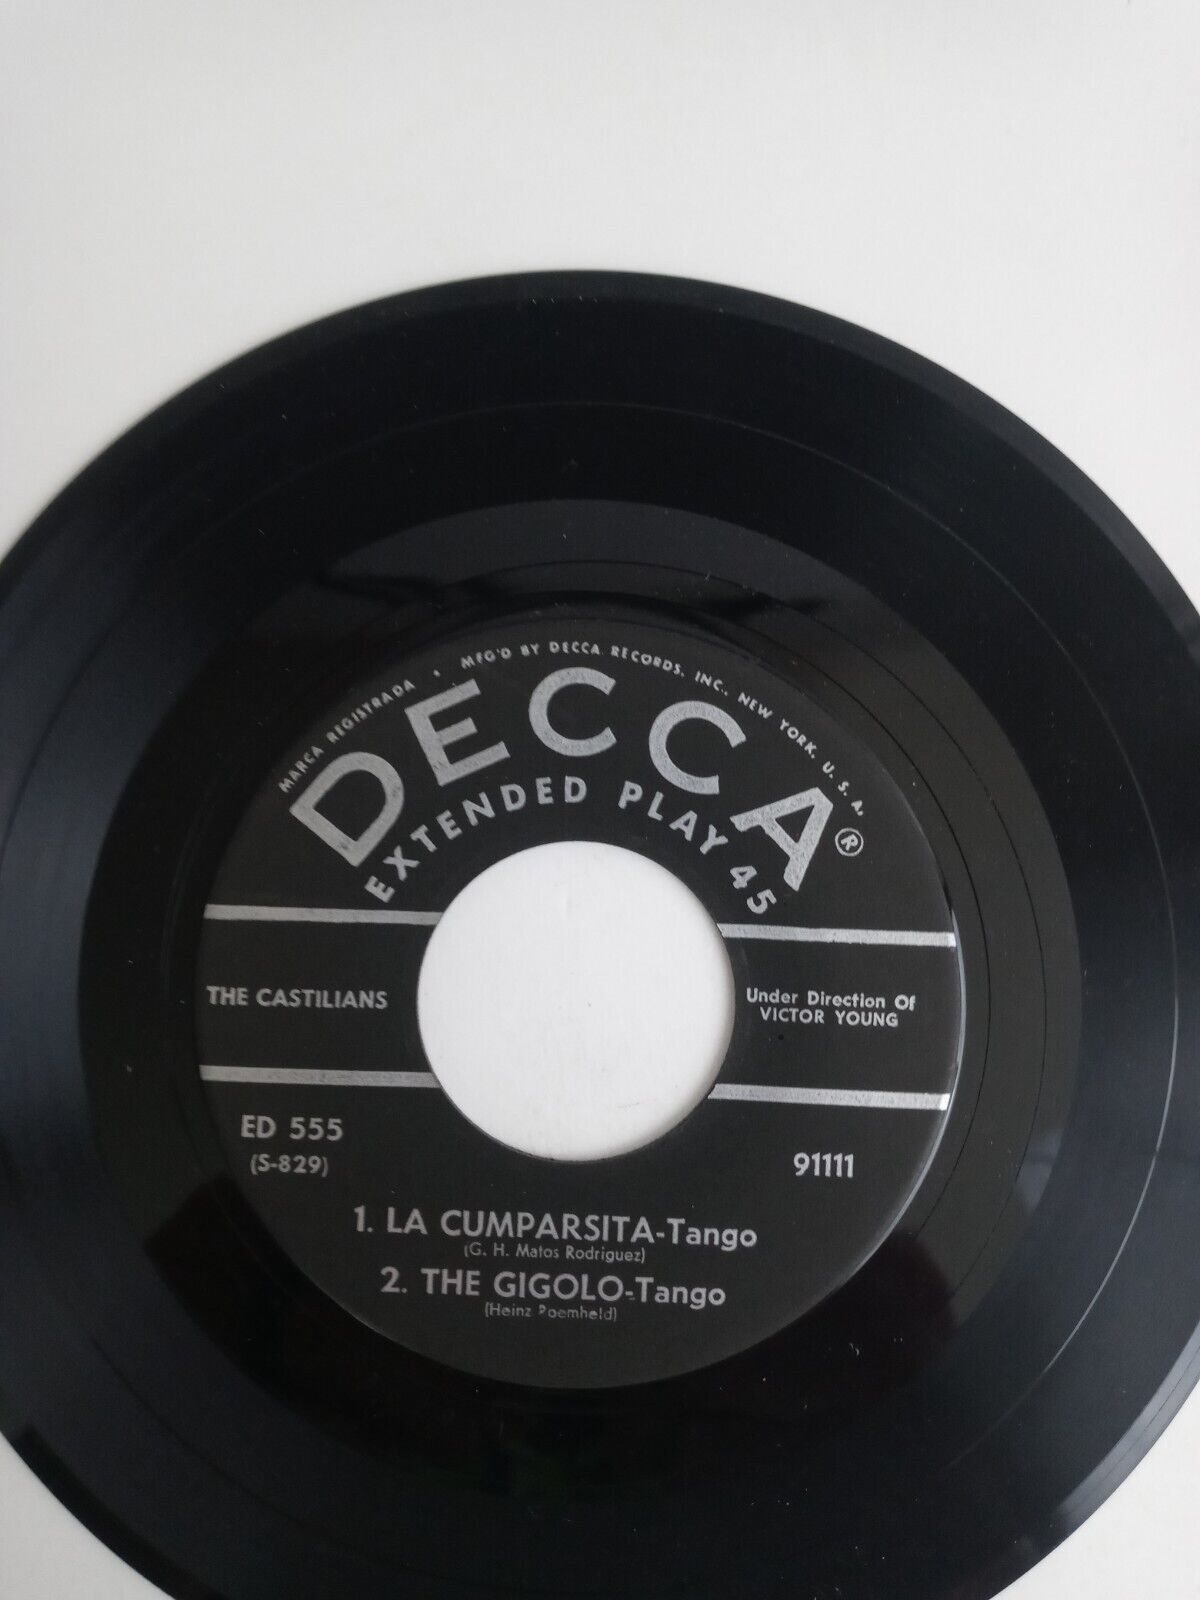 MARCA REGISTRADA • MFG'D BY DECCA RECORDS, INC., NEW YORK, U. S. A.
DECCA®
EXTENDED PLAY 45
THE CASTILIANS
Under Direction Of
VICTOR YOUNG
ED 555
(S-829)
91111
1. LA CUMPARSITA-Tango
(G. H. Matos Rodriguez)
2. THE GIGOLO-Tango
(Heinz Roemheld)